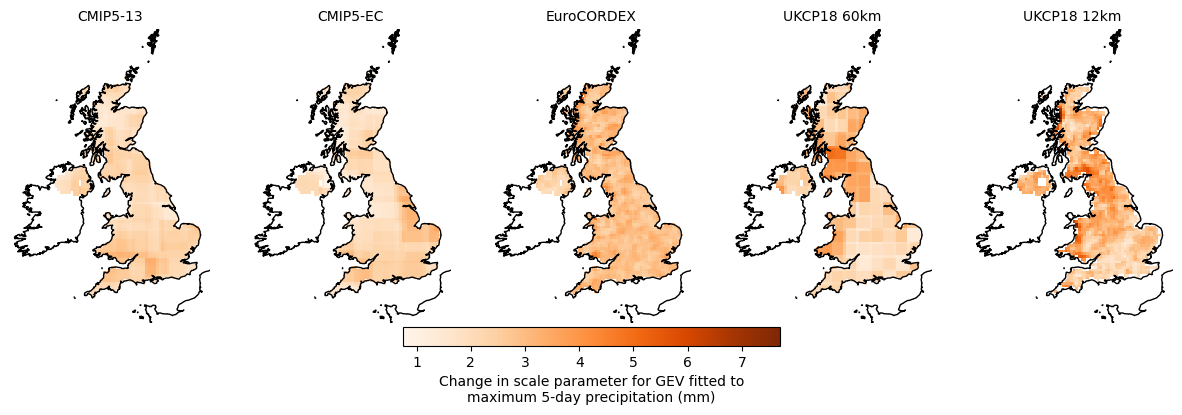 CMIP5-13 CMIP5-EC EuroCORDEX UKCP18 60km UKCP18 12km
1 2 3 4 5 6 7
Change in scale parameter for GEV fitted to
maximum 5-day precipitation (mm)